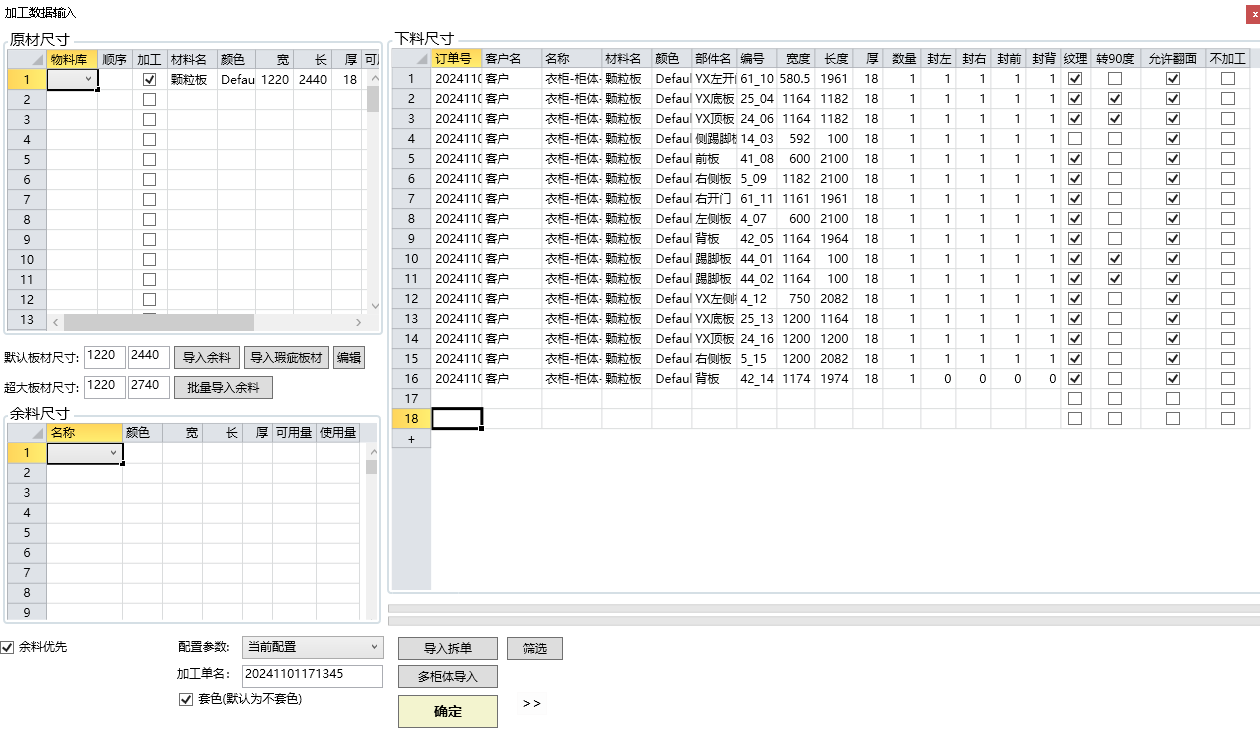 加工数据输入
原材尺寸
物料库 顺序 加工 材料名 颜色 宽 长 厚 可
1 颗粒板 Defau 1220 2440 18
2
3
4
5
6
7
8
9
10
11
12
13
默认板材尺寸: 1220 2440 导入余料 导入瑕疵板材 编辑
超大板材尺寸: 1220 2740 批量导入余料
余料尺寸
名称 颜色 宽 长 厚 可用量 使用量
1
2
3
4
5
6
7
8
9
余料优先
配置参数: 当前配置
加工单名: 20241101171345
套色(默认为不套色)
下料尺寸
订单号 客户名 名称 材料名 颜色 部件名 编号 宽度 长度 厚 数量 封左 封右 封前 封背 纹理 转90度 允许翻面 不加工
1 2024110 客户 衣柜-柜体- 颗粒板 Defaul YX左开 61_10 580.5 1961 18 1 1 1 1 1
2 2024110 客户 衣柜-柜体- 颗粒板 Defaul YX底板 25_04 1164 1182 18 1 1 1 1 1
3 2024110 客户 衣柜-柜体- 颗粒板 Defaul YX顶板 24_06 1164 1182 18 1 1 1 1 1
4 2024110 客户 衣柜-柜体- 颗粒板 Defaul 侧踢脚 14_03 592 100 18 1 1 1 1 1
5 2024110 客户 衣柜-柜体- 颗粒板 Defaul 前板 41_08 600 2100 18 1 1 1 1 1
6 2024110 客户 衣柜-柜体- 颗粒板 Defaul 右侧板 5_09 1182 2100 18 1 1 1 1 1
7 2024110 客户 衣柜-柜体- 颗粒板 Defaul 右开门 61_11 1161 1961 18 1 1 1 1 1
8 2024110 客户 衣柜-柜体- 颗粒板 Defaul 左侧板 4_07 600 2100 18 1 1 1 1 1
9 2024110 客户 衣柜-柜体- 颗粒板 Defaul 背板 42_05 1164 1964 18 1 1 1 1 1
10 2024110 客户 衣柜-柜体- 颗粒板 Defaul 踢脚板 44_01 1164 100 18 1 1 1 1 1
11 2024110 客户 衣柜-柜体- 颗粒板 Defaul 踢脚板 44_02 1164 100 18 1 1 1 1 1
12 2024110 客户 衣柜-柜体- 颗粒板 Defaul YX左侧 4_12 750 2082 18 1 1 1 1 1
13 2024110 客户 衣柜-柜体- 颗粒板 Defaul YX底板 25_13 1200 1164 18 1 1 1 1 1
14 2024110 客户 衣柜-柜体- 颗粒板 Defaul YX顶板 24_16 1200 1200 18 1 1 1 1 1
15 2024110 客户 衣柜-柜体- 颗粒板 Defaul 右侧板 5_15 1200 2082 18 1 1 1 1 1
16 2024110 客户 衣柜-柜体- 颗粒板 Defaul 背板 42_14 1174 1974 18 1 0 0 0 0
17
18
+
导入拆单 筛选
多柜体导入
确定 >>